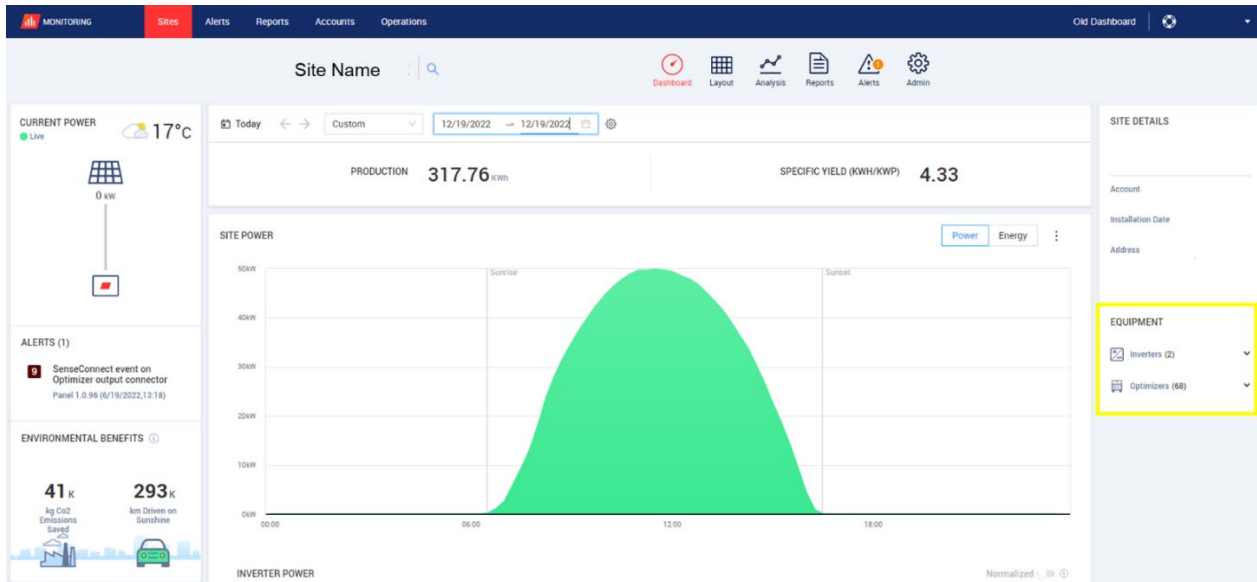 MONITORING
Sites
Alerts
Reports
Accounts
Operations
Old Dashboard
Site Name
Dashboard
Layout
Analysis
Reports
Alerts
Admin
CURRENT POWER
Live
17°C
0 kW
ALERTS (1)
9
SenseConnect event on
Optimizer output connector
Panel 1.0.96 (6/19/2022,13:18)
ENVIRONMENTAL BENEFITS
41 K
kg Co2
Emissions
Saved
293 K
km Driven on
Sunshine
Today
Custom
12/19/2022 → 12/19/2022
PRODUCTION 317.76 KWh
SPECIFIC YIELD (KWH/KWP) 4.33
SITE POWER
Power
Energy
Sunrise
Sunset
50kW
40kW
30kW
20kW
10kW
0kW
00:00
06:00
12:00
18:00
INVERTER POWER
Normalized
SITE DETAILS
Account
Installation Date
Address
EQUIPMENT
Inverters (2)
Optimizers (68)